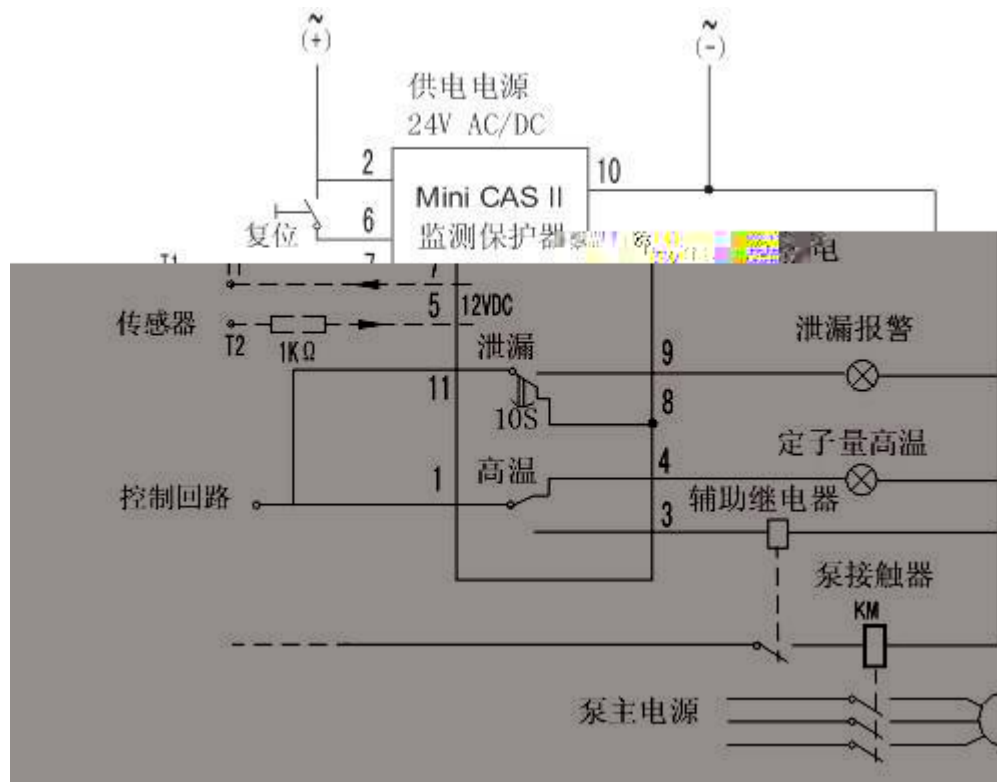 ~ ~
(+) (-)
供电电源
24V AC/DC
2 10
Mini CAS II
6
复位 监测保护器
电
5 12VDC
传感器 泄漏报警
T2 1KΩ 泄漏 9
11 8
10S
定子量高温
高温 4
1
控制回路 辅助继电器
3
泵接触器
KM
泵主电源